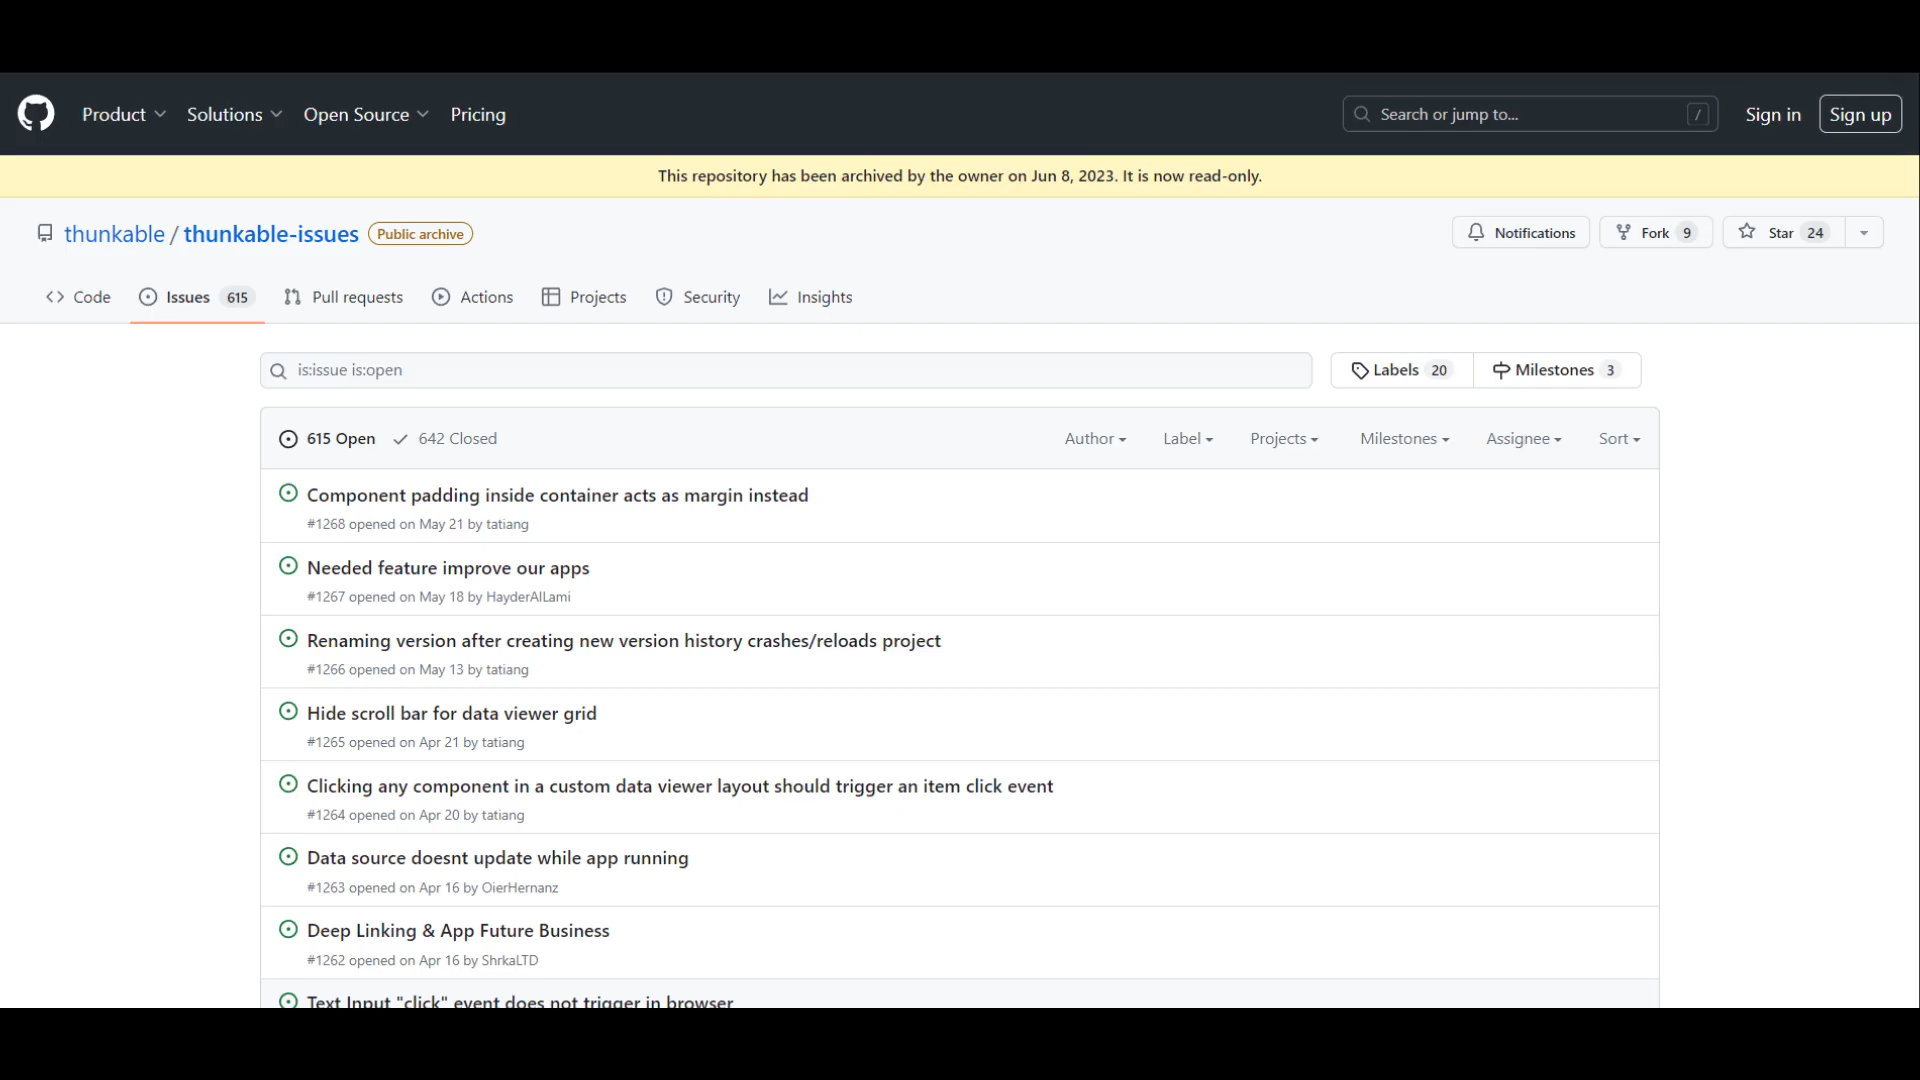 Product Solutions Open Source Pricing Search or jump to... / Sign in Sign up
This repository has been archived by the owner on Jun 8, 2023. It is now read-only.
thunkable / thunkable-issues Public archive Notifications Fork 9 Star 24
Code Issues 615 Pull requests Actions Projects Security Insights
is:issue is:open Labels 20 Milestones 3
615 Open 642 Closed Author Label Projects Milestones Assignee Sort
Component padding inside container acts as margin instead
#1268 opened on May 21 by tatiang
Needed feature improve our apps
#1267 opened on May 18 by HayderAlLami
Renaming version after creating new version history crashes/reloads project
#1266 opened on May 13 by tatiang
Hide scroll bar for data viewer grid
#1265 opened on Apr 21 by tatiang
Clicking any component in a custom data viewer layout should trigger an item click event
#1264 opened on Apr 20 by tatiang
Data source doesnt update while app running
#1263 opened on Apr 16 by OierHernanz
Deep Linking & App Future Business
#1262 opened on Apr 16 by ShrkaLTD
Text Input "click" event does not trigger in browser